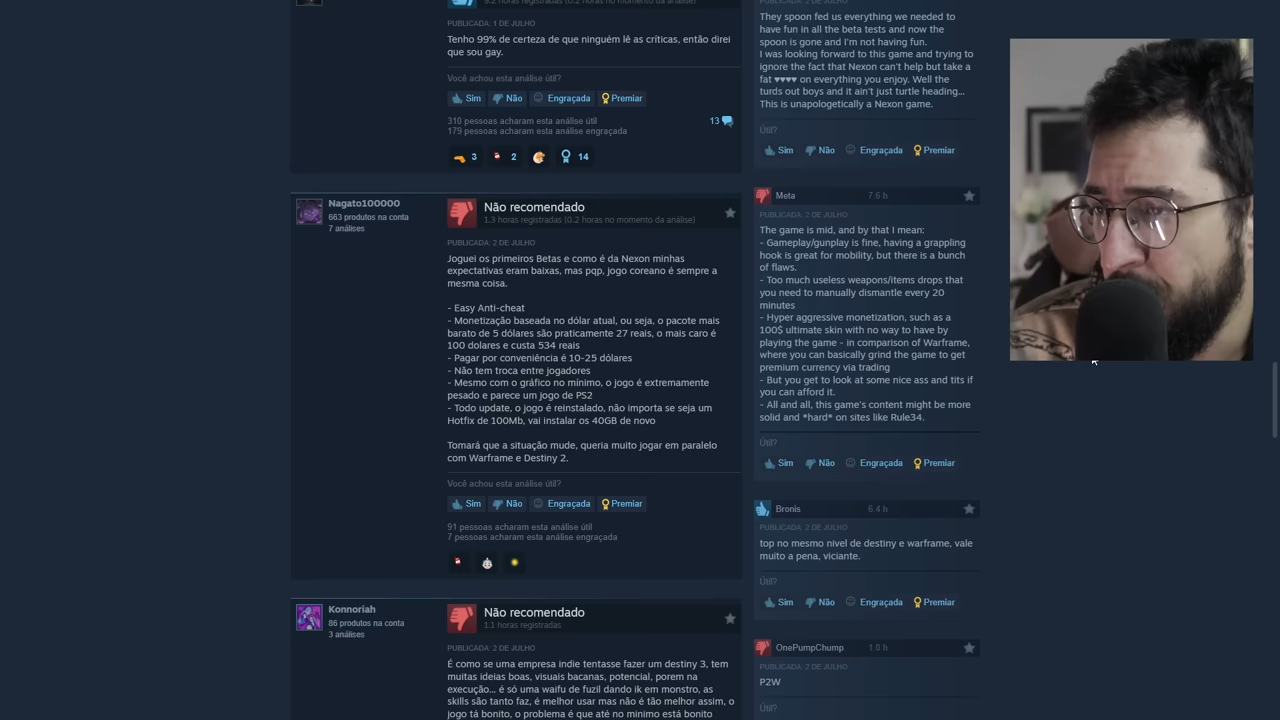 9.2 horas registradas (0.2 horas no momento da análise)
PUBLICADA: 1 DE JULHO
Tenho 99% de certeza de que ninguém lê as críticas, então direi
que sou gay.
Você achou esta análise útil?
Sim
Não
Engraçada
Premiar
310 pessoas acharam esta análise útil
179 pessoas acharam esta análise engraçada
13
3
2
14
Nagato100000
663 produtos na conta
7 análises
Não recomendado
1.3 horas registradas (0.2 horas no momento da análise)
PUBLICADA: 2 DE JULHO
Joguei os primeiros Betas e como é da Nexon minhas
expectativas eram baixas, mas pqp, jogo coreano é sempre a
mesma coisa.
- Easy Anti-cheat
- Monetização baseada no dólar atual, ou seja, o pacote mais
barato de 5 dólares são praticamente 27 reais, o mais caro é
100 dolares e custa 534 reais
- Pagar por conveniência é 10-25 dólares
- Não tem troca entre jogadores
- Mesmo com o gráfico no mínimo, o jogo é extremamente
pesado e parece um jogo de PS2
- Todo update, o jogo é reinstalado, não importa se seja um
Hotfix de 100Mb, vai instalar os 40GB de novo
Tomará que a situação mude, queria muito jogar em paralelo
com Warframe e Destiny 2.
Você achou esta análise útil?
Sim
Não
Engraçada
Premiar
91 pessoas acharam esta análise útil
7 pessoas acharam esta análise engraçada
Konnoriah
86 produtos na conta
3 análises
Não recomendado
1.1 horas registradas
PUBLICADA: 2 DE JULHO
É como se uma empresa indie tentasse fazer um destiny 3, tem
muitas ideias boas, visuais bacanas, potencial, porem na
execução... é só uma waifu de fuzil dando ik em monstro, as
skills são tanto faz, é melhor usar mas não é tão melhor assim, o
jogo tá bonito, o problema é que até no minimo está bonito
They spoon fed us everything we needed to
have fun in all the beta tests and now the
spoon is gone and I'm not having fun.
I was looking forward to this game and trying to
ignore the fact that Nexon can't help but take a
fat ♥♥♥♥ on everything you enjoy. Well the
turds out boys and it ain't just turtle heading...
This is unapologetically a Nexon game.
Útil?
Sim
Não
Engraçada
Premiar
Meta
7.6 h
PUBLICADA: 2 DE JULHO
The game is mid, and by that I mean:
- Gameplay/gunplay is fine, having a grappling
hook is great for mobility, but there is a bunch
of flaws.
- Too much useless weapons/items drops that
you need to manually dismantle every 20
minutes
- Hyper aggressive monetization, such as a
100$ ultimate skin with no way to have by
playing the game - in comparison of Warframe,
where you can basically grind the game to get
premium currency via trading
- But you get to look at some nice ass and tits if
you can afford it.
- All and all, this game's content might be more
solid and *hard* on sites like Rule34.
Útil?
Sim
Não
Engraçada
Premiar
Bronis
6.4 h
PUBLICADA: 2 DE JULHO
top no mesmo nivel de destiny e warframe, vale
muito a pena, viciante.
Útil?
Sim
Não
Engraçada
Premiar
OnePumpChump
1.0 h
PUBLICADA: 2 DE JULHO
P2W
Útil?